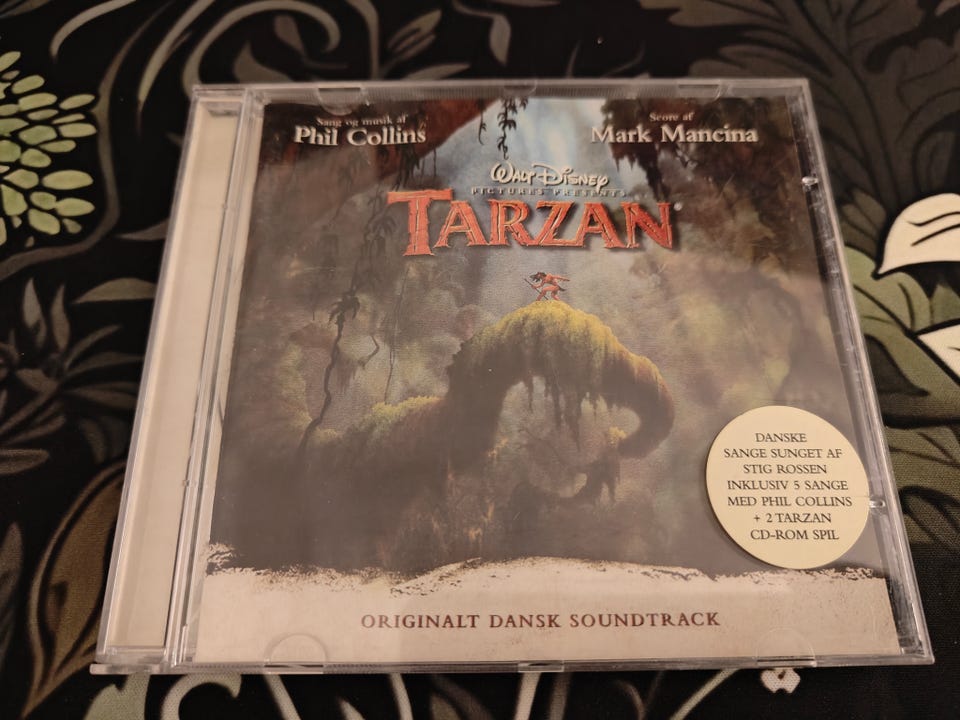 Sang og musik af
Phil Collins
Score af
Mark Mancina
Walt Disney
PICTURES PRESENTS
TARZAN
DANSKE
SANGE SUNGET AF
STIG ROSSEN
INKLUSIV 5 SANGE
MED PHIL COLLINS
+ 2 TARZAN
CD-ROM SPIL
ORIGINALT DANSK SOUNDTRACK